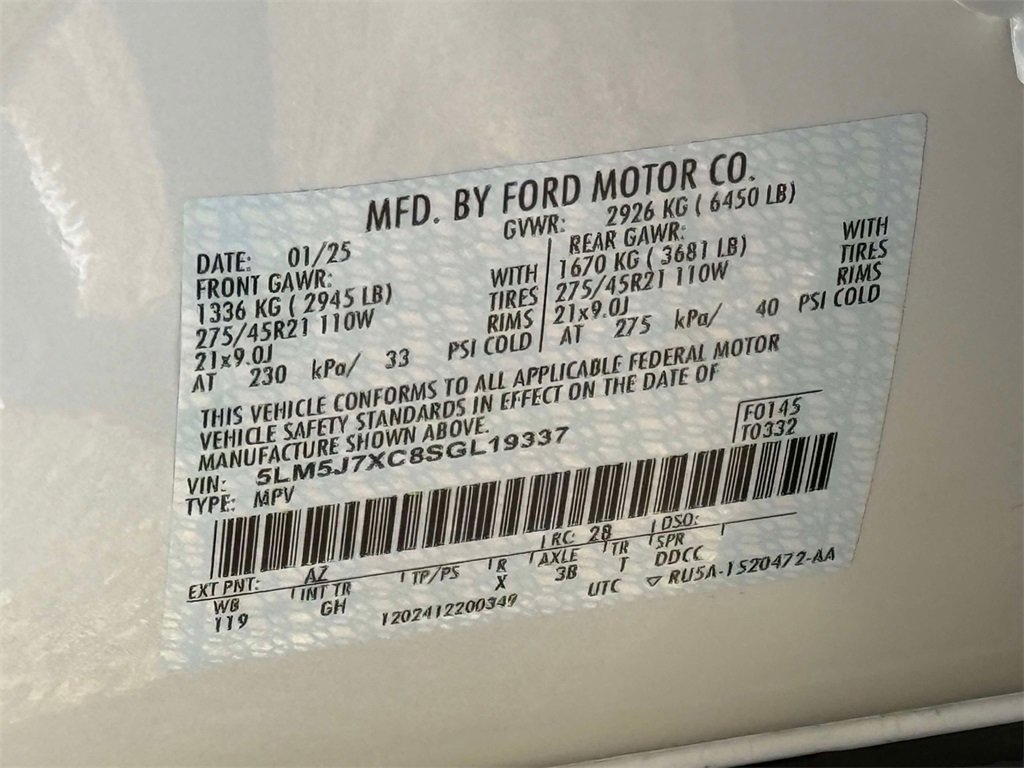 MFD. BY FORD MOTOR CO.
DATE: 01/25
GVWR: 2926 KG ( 6450 LB)
FRONT GAWR:
1336 KG ( 2945 LB) WITH
275/45R21 110W TIRES
21x9.0J RIMS
AT 230 kPa/ 33 PSI COLD
REAR GAWR:
1670 KG ( 3681 LB) WITH
275/45R21 110W TIRES
21x9.0J RIMS
AT 275 kPa/ 40 PSI COLD
THIS VEHICLE CONFORMS TO ALL APPLICABLE FEDERAL MOTOR
VEHICLE SAFETY STANDARDS IN EFFECT ON THE DATE OF
MANUFACTURE SHOWN ABOVE.
F0145
T0332
VIN: 5LM5J7XC8SGL19337
TYPE: MPV
EXT PNT: AZ RC: 28 DSO:
WB INT TR TP/PS R AXLE TR SPR
119 GH X 3B T DDCC
1202412200349 UTC ▽ RU5A-1520472-AA